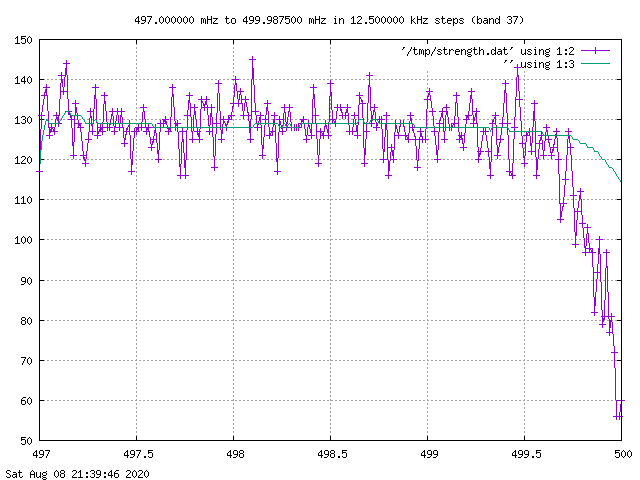 497.000000 mHz to 499.987500 mHz in 12.500000 kHz steps (band 37)
'/tmp/strength.dat' using 1:2
'' using 1:3
150
140
130
120
110
100
90
80
70
60
50
497 497.5 498 498.5 499 499.5 500
Sat Aug 08 21:39:46 2020